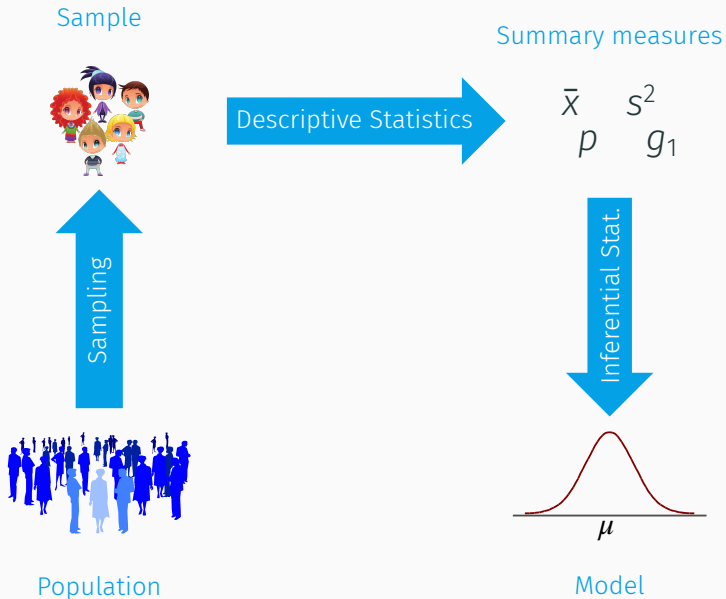 Sample
Summary measures
Descriptive Statistics
x̄ s²
p g₁
Sampling
Inferential Stat.
μ
Population
Model